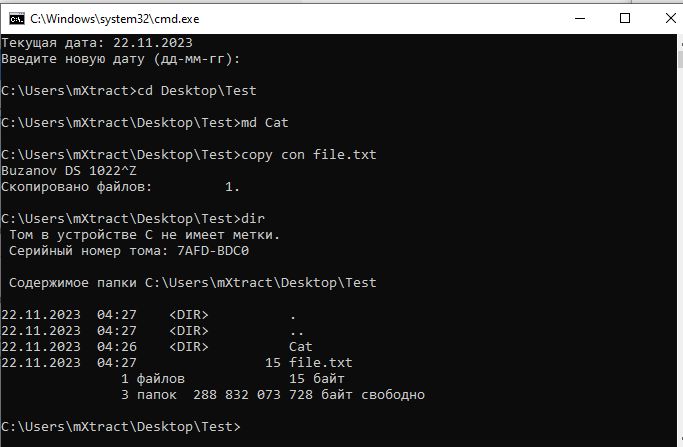 C:\Windows\system32\cmd.exe
Текущая дата: 22.11.2023
Введите новую дату (дд-мм-гг):
C:\Users\mXtract>cd Desktop\Test
C:\Users\mXtract\Desktop\Test>md Cat
C:\Users\mXtract\Desktop\Test>copy con file.txt
Buzanov DS 1022^Z
Скопировано файлов:         1.
C:\Users\mXtract\Desktop\Test>dir
Том в устройстве C не имеет метки.
Серийный номер тома: 7AFD-BDC0
Содержимое папки C:\Users\mXtract\Desktop\Test
22.11.2023  04:27    <DIR>          .
22.11.2023  04:27    <DIR>          ..
22.11.2023  04:26    <DIR>          Cat
22.11.2023  04:27                15 file.txt
1 файлов             15 байт
3 папок  288 832 073 728 байт свободно
C:\Users\mXtract\Desktop\Test>